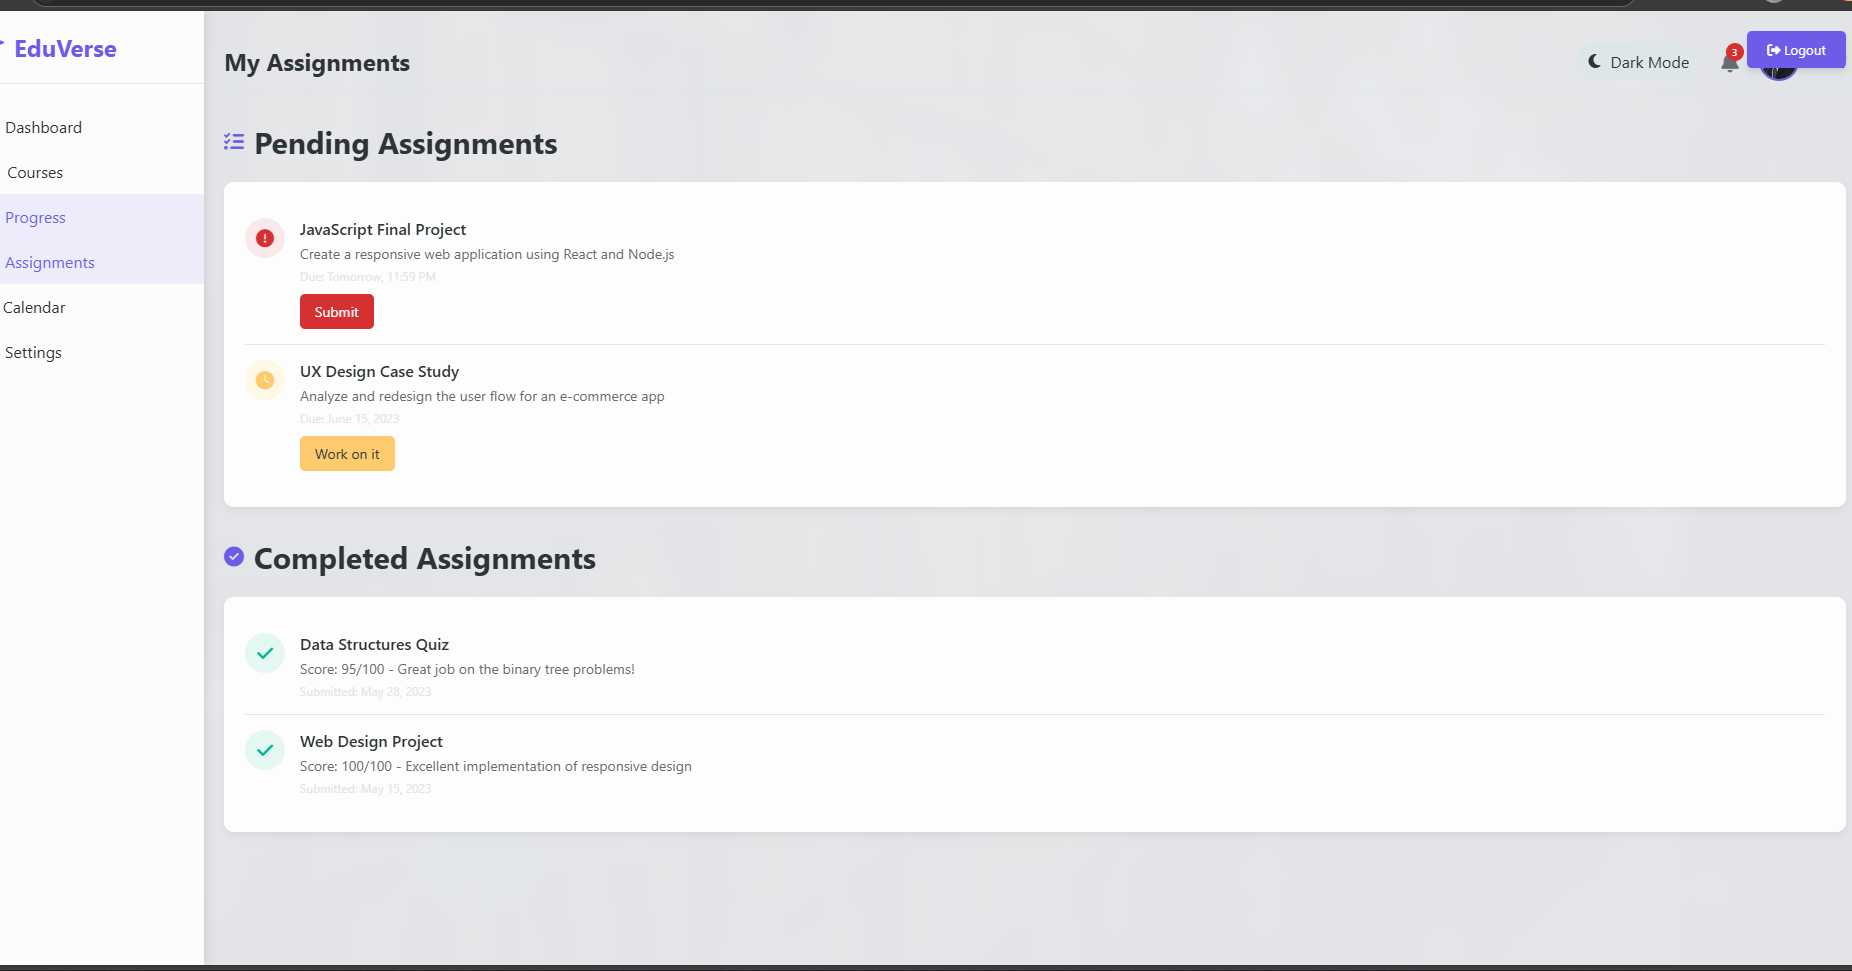 EduVerse
My Assignments
Dark Mode
3
Logout
Dashboard
Courses
Progress
Assignments
Calendar
Settings
Pending Assignments
JavaScript Final Project
Create a responsive web application using React and Node.js
Due: Tomorrow, 11:59 PM
Submit
UX Design Case Study
Analyze and redesign the user flow for an e-commerce app
Due: June 15, 2023
Work on it
Completed Assignments
Data Structures Quiz
Score: 95/100 - Great job on the binary tree problems!
Submitted: May 28, 2023
Web Design Project
Score: 100/100 - Excellent implementation of responsive design
Submitted: May 15, 2023